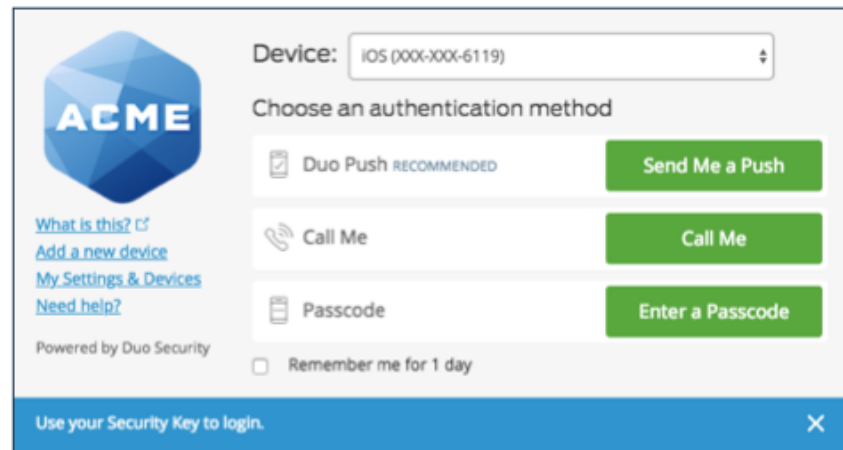 ACME
What is this?
Add a new device
My Settings & Devices
Need help?
Powered by Duo Security
Device: iOS (XXX-XXX-6119)
Choose an authentication method
Duo Push RECOMMENDED Send Me a Push
Call Me Call Me
Passcode Enter a Passcode
Remember me for 1 day
Use your Security Key to login.